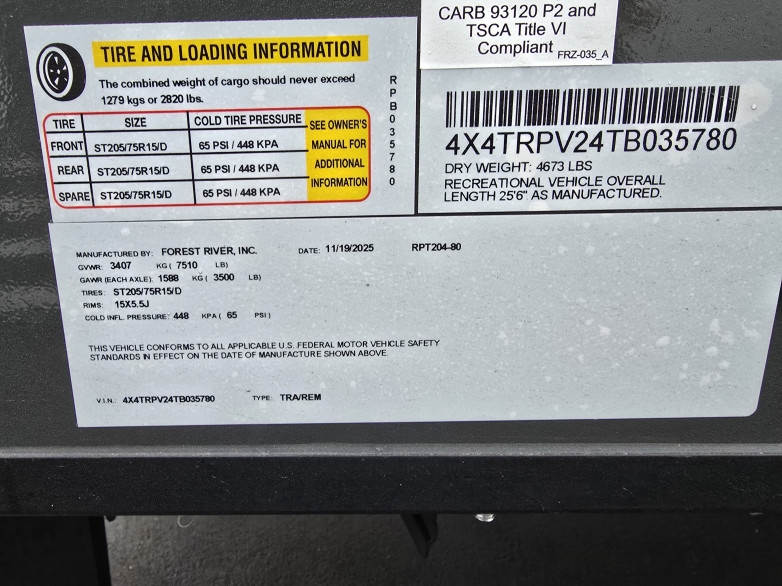 CARB 93120 P2 and
TSCA Title VI
Compliant
FRZ-035_A
TIRE AND LOADING INFORMATION
The combined weight of cargo should never exceed
1279 kgs or 2820 lbs.
TIRE SIZE COLD TIRE PRESSURE
FRONT ST205/75R15/D 65 PSI / 448 KPA
REAR ST205/75R15/D 65 PSI / 448 KPA
SPARE ST205/75R15/D 65 PSI / 448 KPA
SEE OWNER'S
MANUAL FOR
ADDITIONAL
INFORMATION
RPB035780
4X4TRPV24TB035780
DRY WEIGHT: 4673 LBS
RECREATIONAL VEHICLE OVERALL
LENGTH 25'6" AS MANUFACTURED.
MANUFACTURED BY: FOREST RIVER, INC. DATE: 11/19/2025 RPT204-80
GVWR: 3407 KG ( 7510 LB)
GAWR (EACH AXLE): 1588 KG ( 3500 LB)
TIRES: ST205/75R15/D
RIMS: 15X5.5J
COLD INFL. PRESSURE: 448 KPA ( 65 PSI )
THIS VEHICLE CONFORMS TO ALL APPLICABLE U.S. FEDERAL MOTOR VEHICLE SAFETY
STANDARDS IN EFFECT ON THE DATE OF MANUFACTURE SHOWN ABOVE.
V.I.N.: 4X4TRPV24TB035780 TYPE: TRA/REM